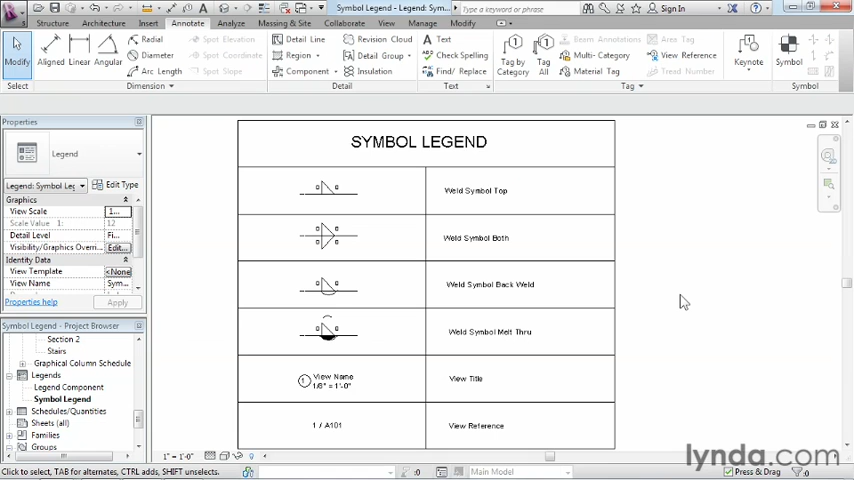 Symbol Legend - Legend: Sym...
Type a keyword or phrase
Sign In
Structure Architecture Insert Annotate Analyze Massing & Site Collaborate View Manage Modify
Modify
Aligned Linear Angular
Radial
Diameter
Arc Length
Spot Elevation
Spot Coordinate
Spot Slope
Detail Line
Region
Component
Revision Cloud
Detail Group
Insulation
Text
Check Spelling
Find/ Replace
Tag by Category
Tag All
Beam Annotations
Multi- Category
Material Tag
Area Tag
View Reference
Tread Number
Keynote
Symbol
Select Dimension Detail Text Tag Symbol
Properties
Legend
Legend: Symbol Leg
Edit Type
Graphics
View Scale 1...
Scale Value 1: 12
Detail Level Fi...
Visibility/Graphics Overri... Edit...
Identity Data
View Template <None
View Name Sym...
Properties help Apply
Symbol Legend - Project Browser
Section 2
Stairs
Graphical Column Schedule
Legends
Legend Component
Symbol Legend
Schedules/Quantities
Sheets (all)
Families
Groups
SYMBOL LEGEND
Weld Symbol Top
Weld Symbol Both
Weld Symbol Back Weld
Weld Symbol Melt Thru
1 View Name
1/8" = 1'-0"
View Title
1 / A101
View Reference
1" = 1'-0"
lynda.com
Click to select, TAB for alternates, CTRL adds, SHIFT unselects.
:0
Main Model
Press & Drag
:0